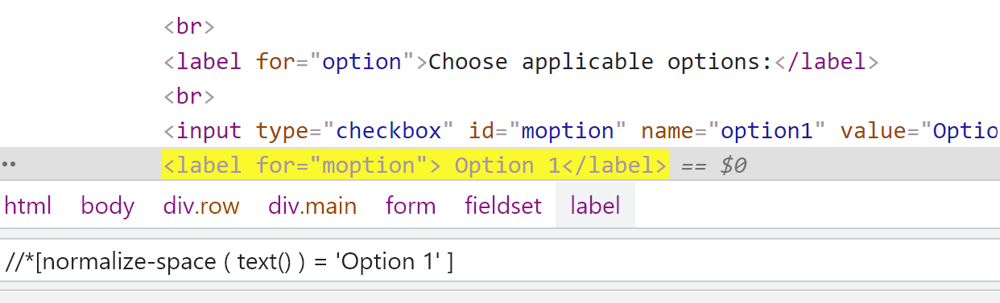 <br>
<label for="option">Choose applicable options:</label>
<br>
<input type="checkbox" id="moption" name="option1" value="Optio
<label for="moption"> Option 1</label> == $0
html body div.row div.main form fieldset label
//*[normalize-space ( text() ) = 'Option 1' ]